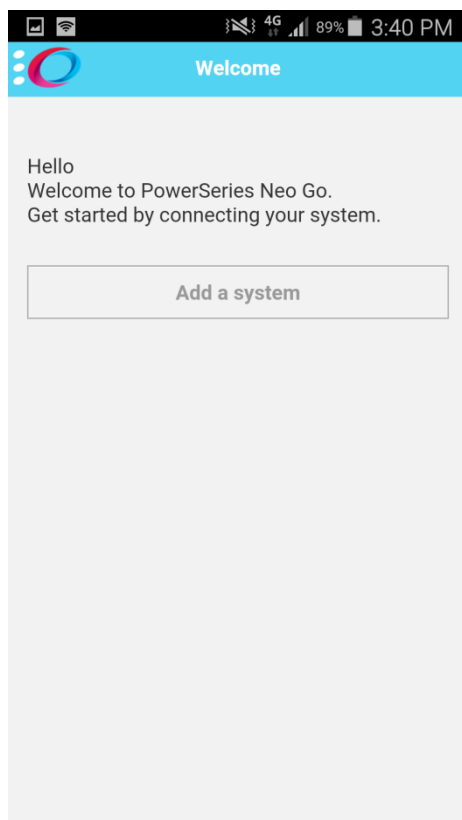 4G 89% 3:40 PM
Welcome
Hello
Welcome to PowerSeries Neo Go.
Get started by connecting your system.
Add a system